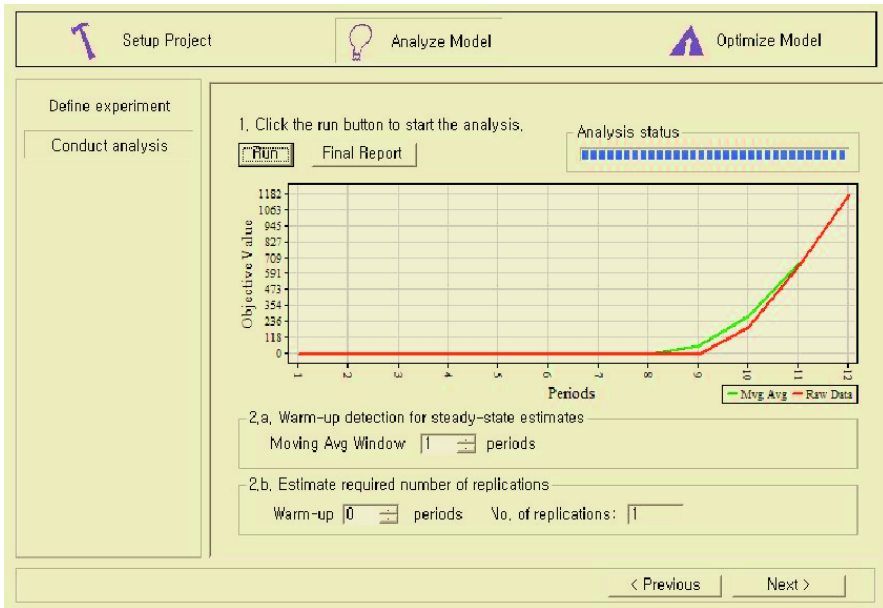 Setup Project
Analyze Model
Optimize Model
Define experiment
Conduct analysis
1. Click the run button to start the analysis.
Run
Final Report
Analysis status
Objective Value
1182
1063
945
827
709
591
473
354
236
118
0
1 2 3 4 5 6 7 8 9 10 11 12
Periods
Mvg Avg Raw Data
2.a. Warm-up detection for steady-state estimates
Moving Avg Window 1 periods
2.b. Estimate required number of replications
Warm-up 0 periods No. of replications: 1
< Previous
Next >